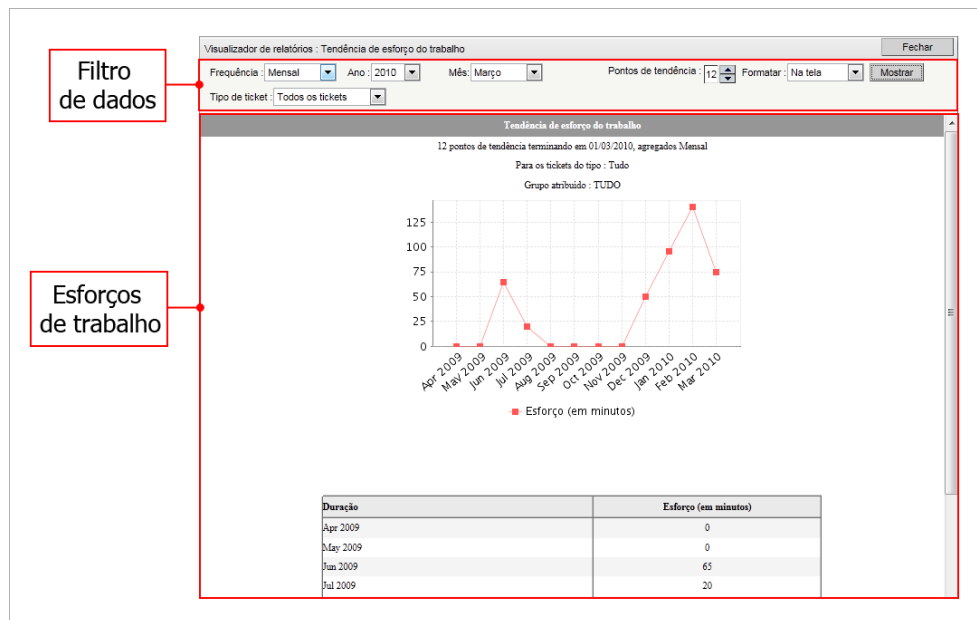 Visualizador de relatórios : Tendência de esforço do trabalho Fechar
Filtro
de dados
Frequência : Mensal Ano : 2010 Mês: Março Pontos de tendência : 12 Formatar : Na tela Mostrar
Tipo de ticket : Todos os tickets
Tendência de esforço do trabalho
12 pontos de tendência terminando em 01/03/2010, agregados Mensal
Para os tickets do tipo : Tudo
Grupo atribuído : TUDO
Esforços
de trabalho
125
100
75
50
25
0
Apr 2009 May 2009 Jun 2009 Jul 2009 Aug 2009 Sep 2009 Oct 2009 Nov 2009 Dec 2009 Jan 2010 Feb 2010 Mar 2010
Esforço (em minutos)
Duração Esforço (em minutos)
Apr 2009 0
May 2009 0
Jun 2009 65
Jul 2009 20